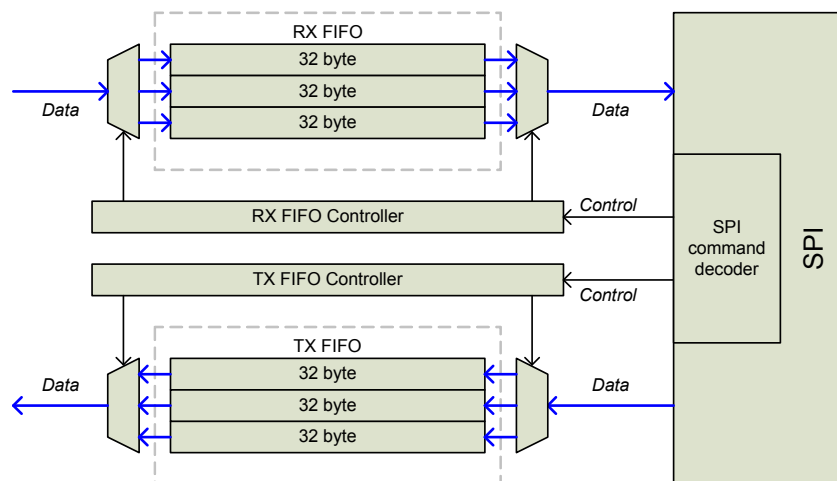 RX FIFO
32 byte
32 byte
32 byte
Data
Data
RX FIFO Controller
Control
SPI
command
decoder
SPI
TX FIFO Controller
Control
TX FIFO
32 byte
32 byte
32 byte
Data
Data